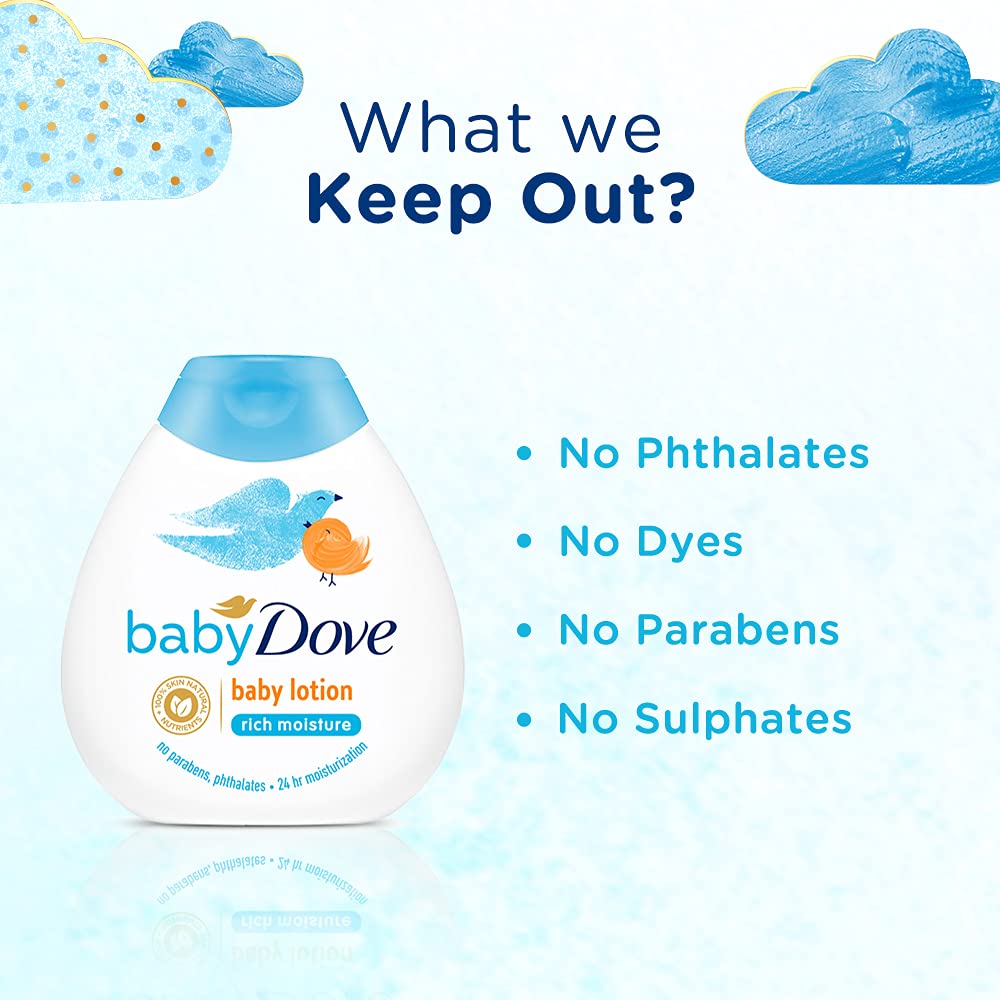 What we
Keep Out?
• No Phthalates
• No Dyes
• No Parabens
• No Sulphates
baby Dove
100% SKIN NATURAL
+ NUTRIENTS +
baby lotion
rich moisture
no parabens, phthalates • 24 hr moisturization